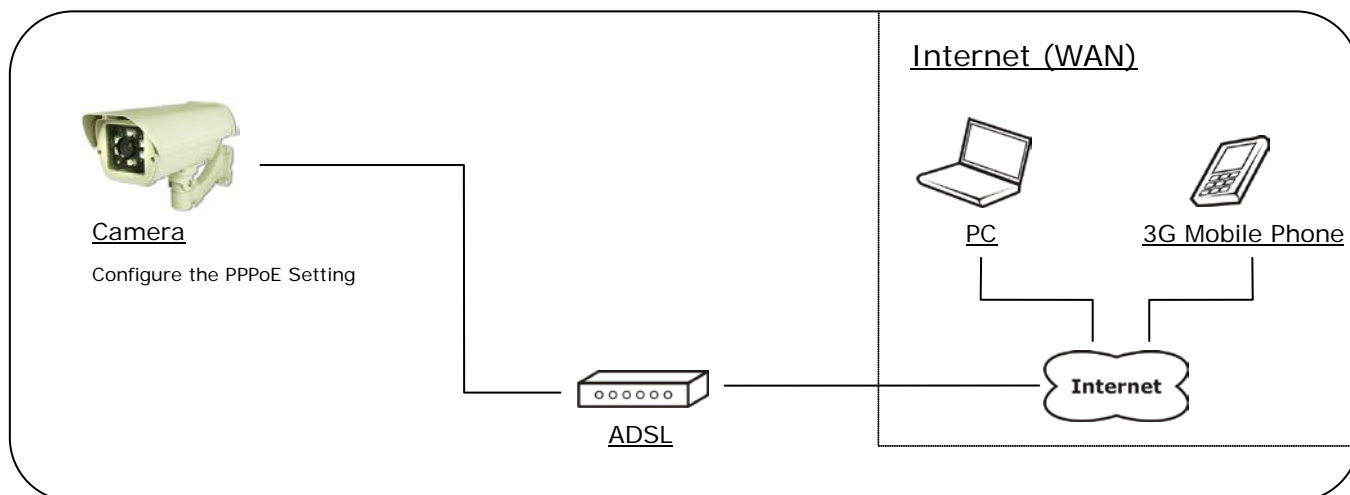 Internet (WAN)
Camera
Configure the PPPoE Setting
PC
3G Mobile Phone
Internet
ADSL